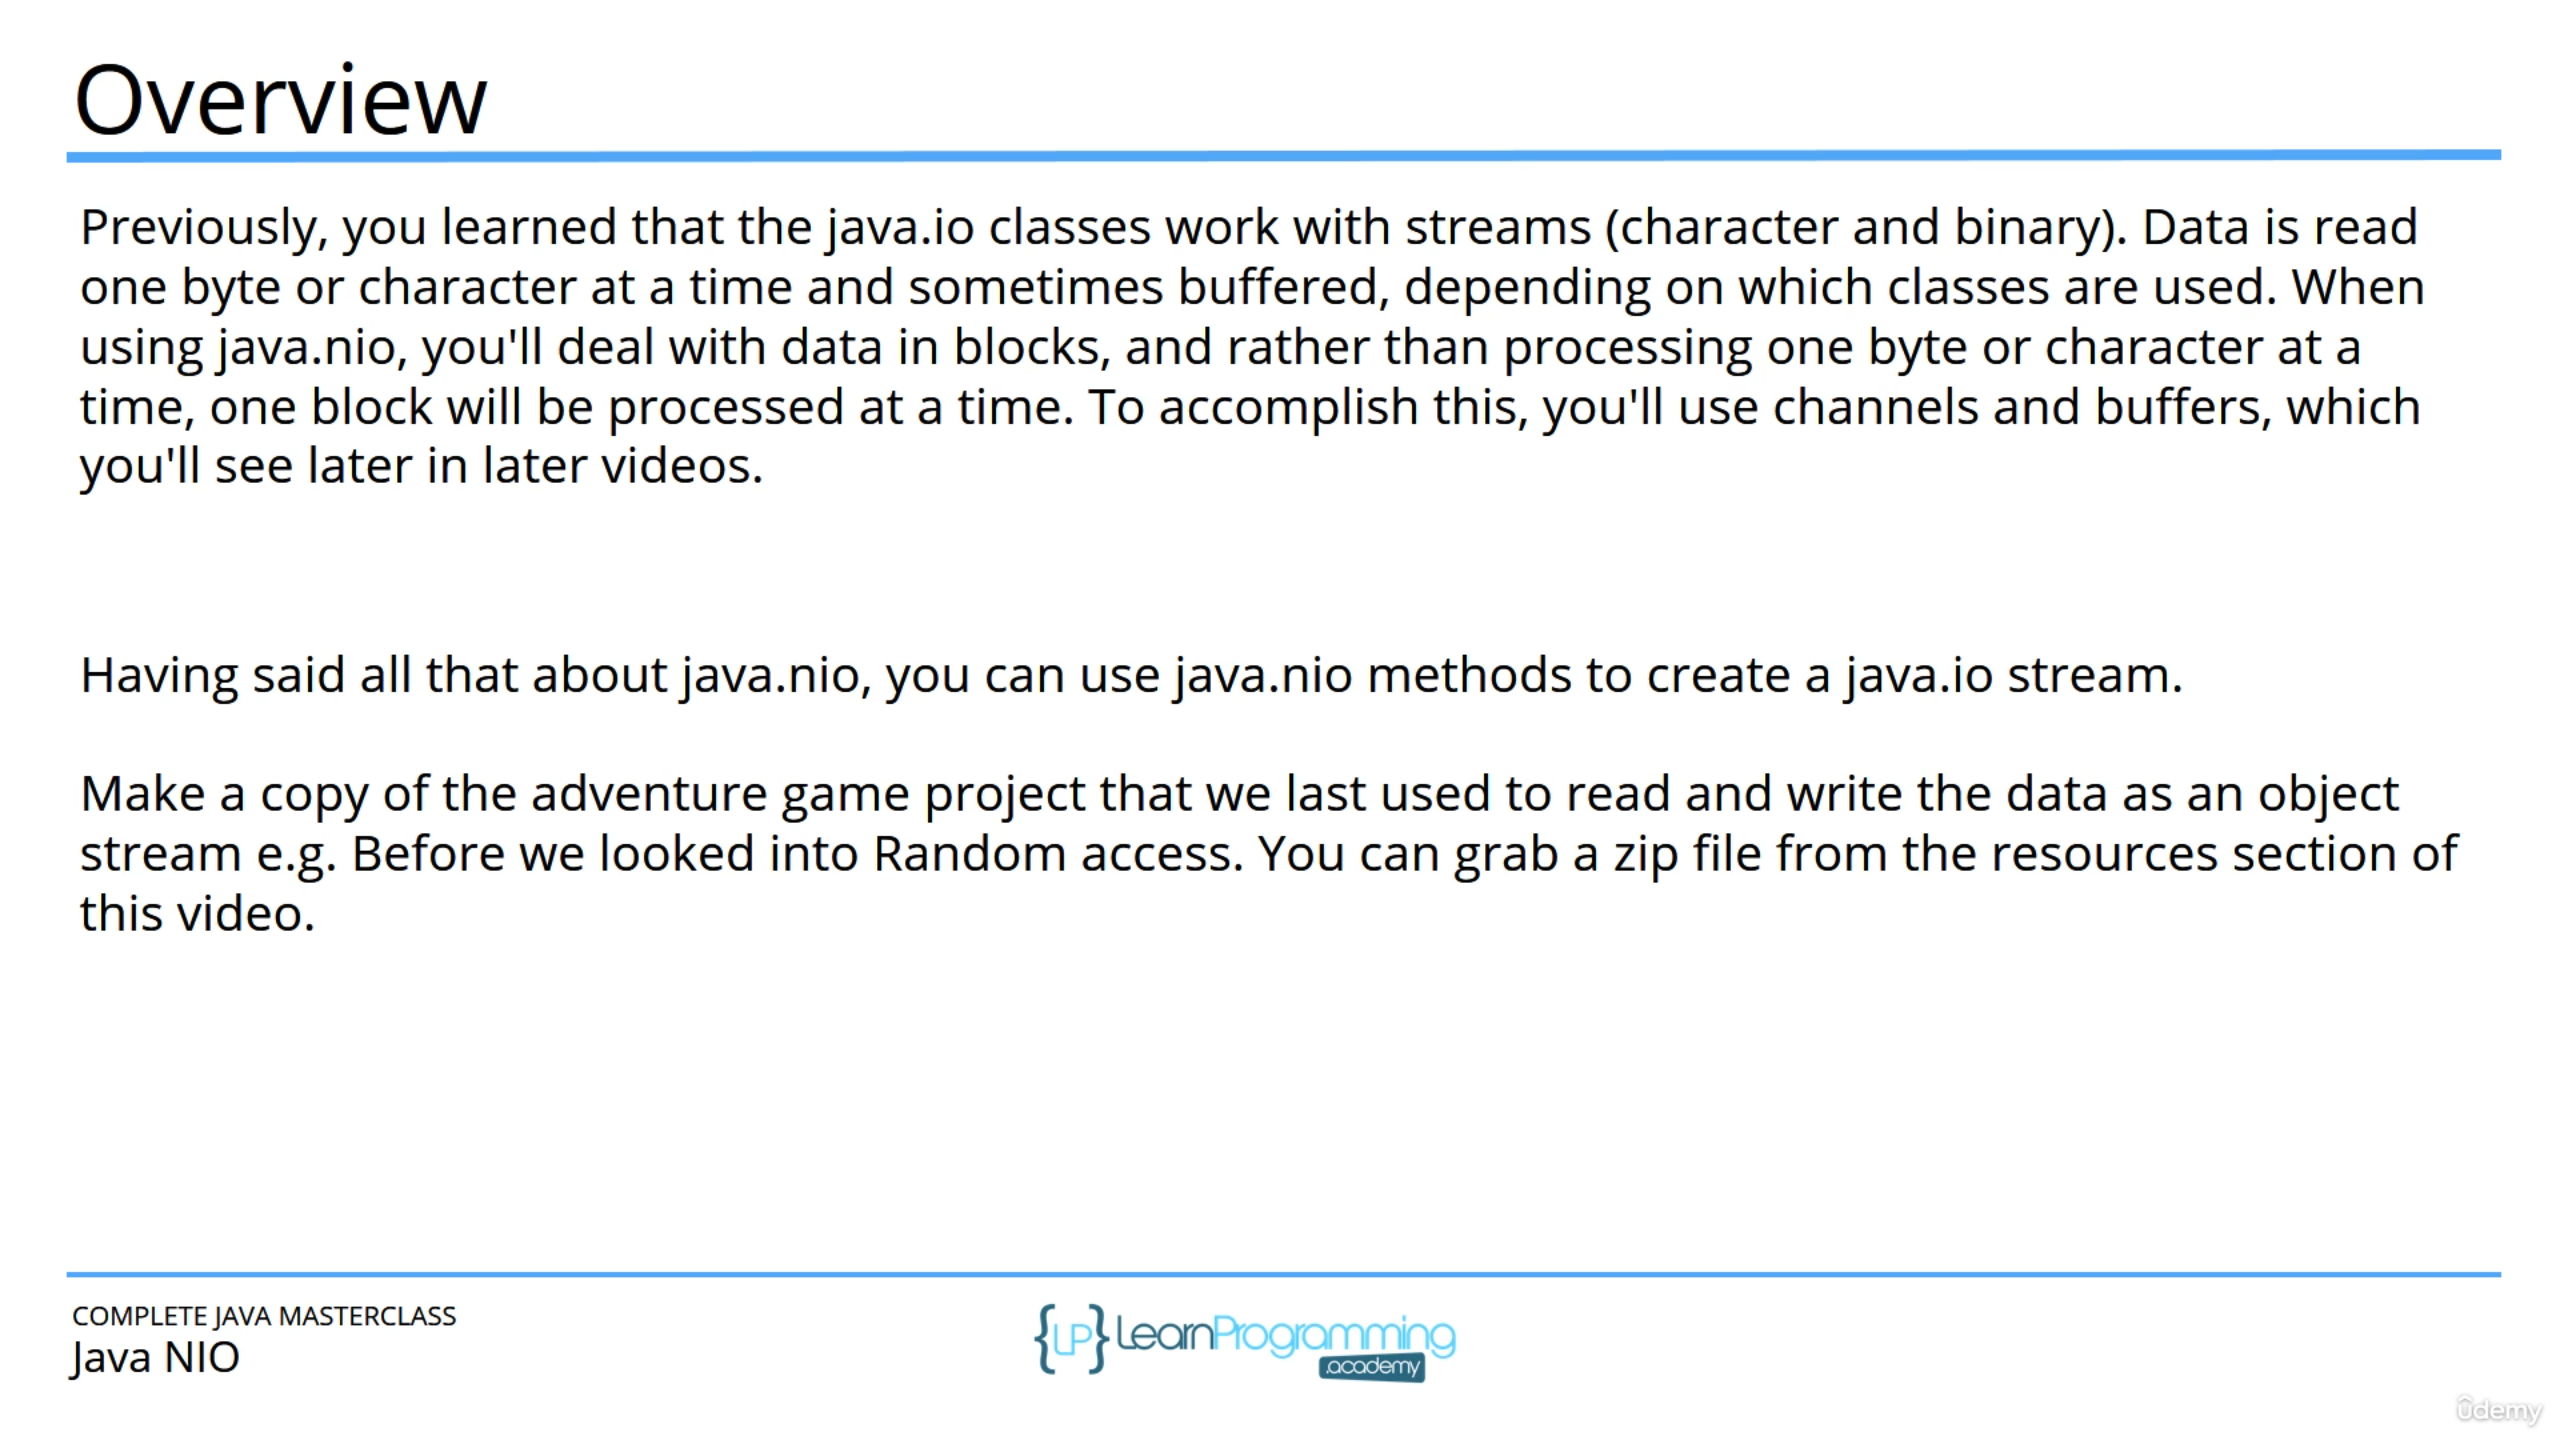 Overview
Previously, you learned that the java.io classes work with streams (character and binary). Data is read
one byte or character at a time and sometimes buffered, depending on which classes are used. When
using java.nio, you'll deal with data in blocks, and rather than processing one byte or character at a
time, one block will be processed at a time. To accomplish this, you'll use channels and buffers, which
you'll see later in later videos.
Having said all that about java.nio, you can use java.nio methods to create a java.io stream.
Make a copy of the adventure game project that we last used to read and write the data as an object
stream e.g. Before we looked into Random access. You can grab a zip file from the resources section of
this video.
COMPLETE JAVA MASTERCLASS
Java NIO
{LP} LearnProgramming
.academy
ûdemy